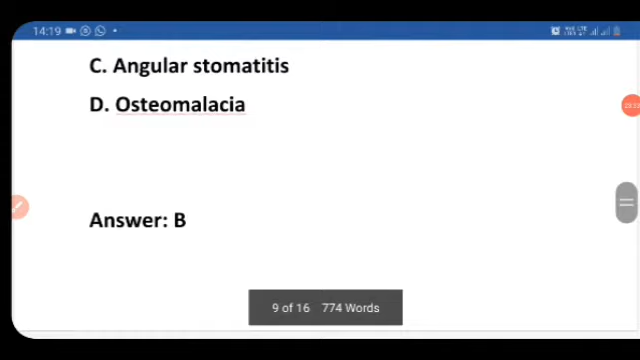 14:19
C. Angular stomatitis
D. Osteomalacia
Answer: B
9 of 16 774 Words